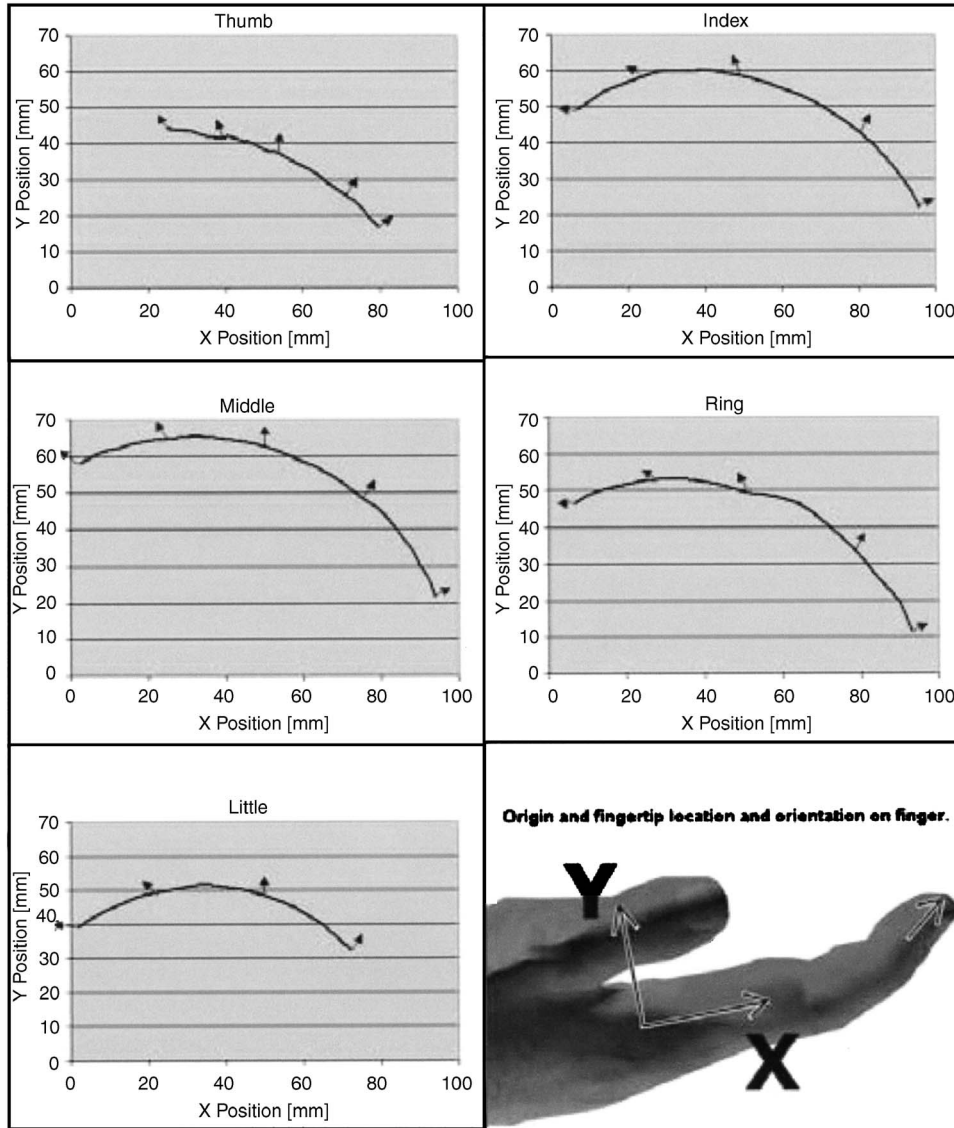 Thumb
70
60
50
40
30
20
10
0
Y Position [mm]
0 20 40 60 80 100
X Position [mm]
Index
70
60
50
40
30
20
10
0
Y Position [mm]
0 20 40 60 80 100
X Position [mm]
Middle
70
60
50
40
30
20
10
0
Y Position [mm]
0 20 40 60 80 100
X Position [mm]
Ring
70
60
50
40
30
20
10
0
Y Position [mm]
0 20 40 60 80 100
X Position [mm]
Little
70
60
50
40
30
20
10
0
Y Position [mm]
0 20 40 60 80 100
X Position [mm]
Origin and fingertip location and orientation on finger.
Y
X